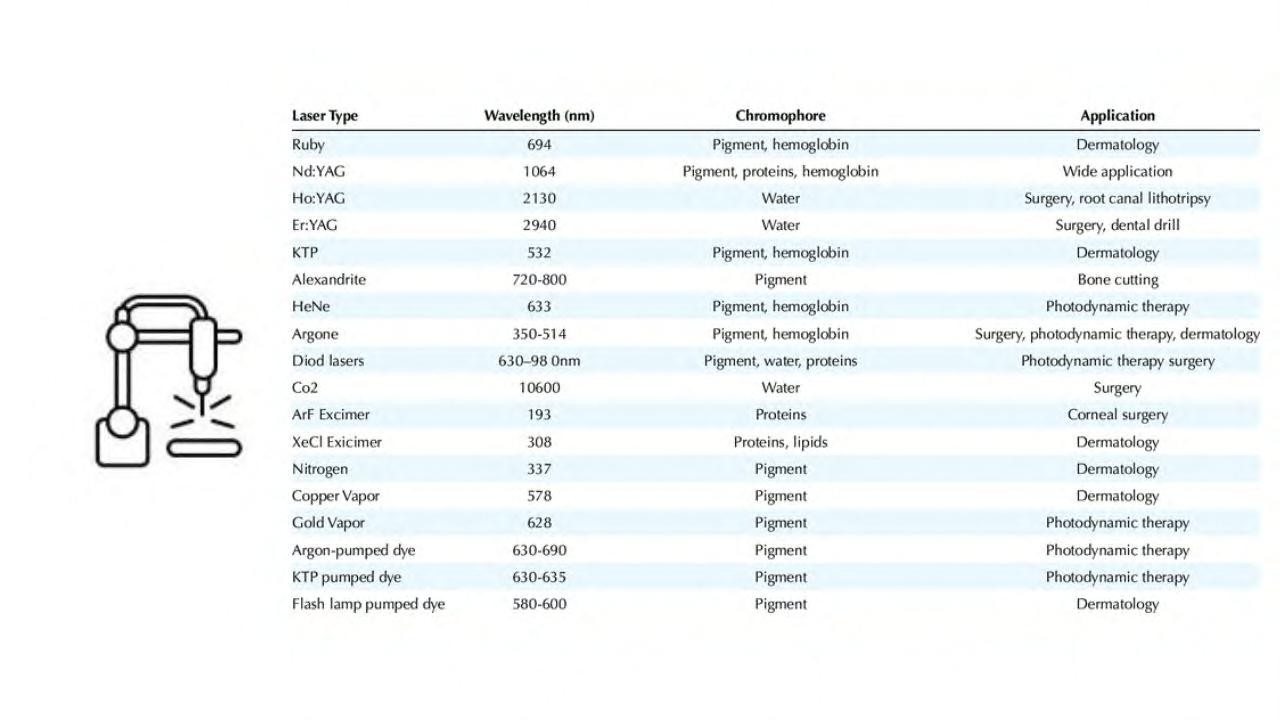 Laser Type Wavelength (nm) Chromophore Application
Ruby 694 Pigment, hemoglobin Dermatology
Nd:YAG 1064 Pigment, proteins, hemoglobin Wide application
Ho:YAG 2130 Water Surgery, root canal lithotripsy
Er:YAG 2940 Water Surgery, dental drill
KTP 532 Pigment, hemoglobin Dermatology
Alexandrite 720-800 Pigment Bone cutting
HeNe 633 Pigment, hemoglobin Photodynamic therapy
Argone 350-514 Pigment, hemoglobin Surgery, photodynamic therapy, dermatology
Diod lasers 630–98 0nm Pigment, water, proteins Photodynamic therapy surgery
Co2 10600 Water Surgery
ArF Excimer 193 Proteins Corneal surgery
XeCl Exicimer 308 Proteins, lipids Dermatology
Nitrogen 337 Pigment Dermatology
Copper Vapor 578 Pigment Dermatology
Gold Vapor 628 Pigment Photodynamic therapy
Argon-pumped dye 630-690 Pigment Photodynamic therapy
KTP pumped dye 630-635 Pigment Photodynamic therapy
Flash lamp pumped dye 580-600 Pigment Dermatology